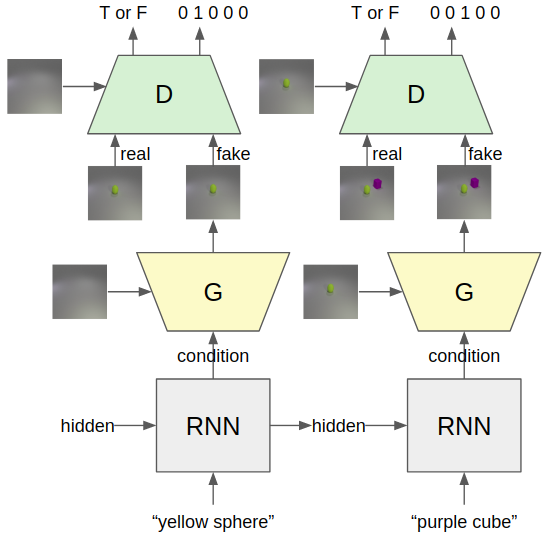 T or F 0 1 0 0 0 T or F 0 0 1 0 0
D D
real fake real fake
G G
condition condition
hidden RNN hidden RNN
“yellow sphere” “purple cube”